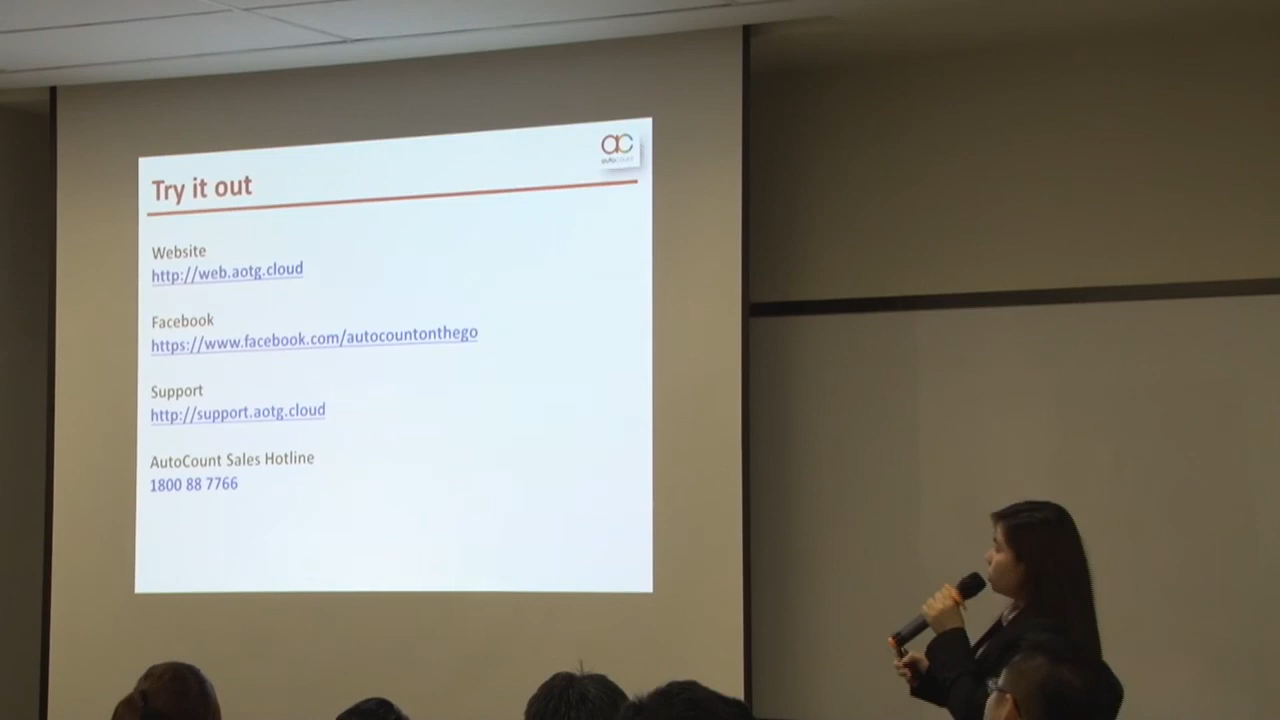 autocount
Try it out
Website
http://web.aotg.cloud
Facebook
https://www.facebook.com/autocountonthego
Support
http://support.aotg.cloud
AutoCount Sales Hotline
1800 88 7766